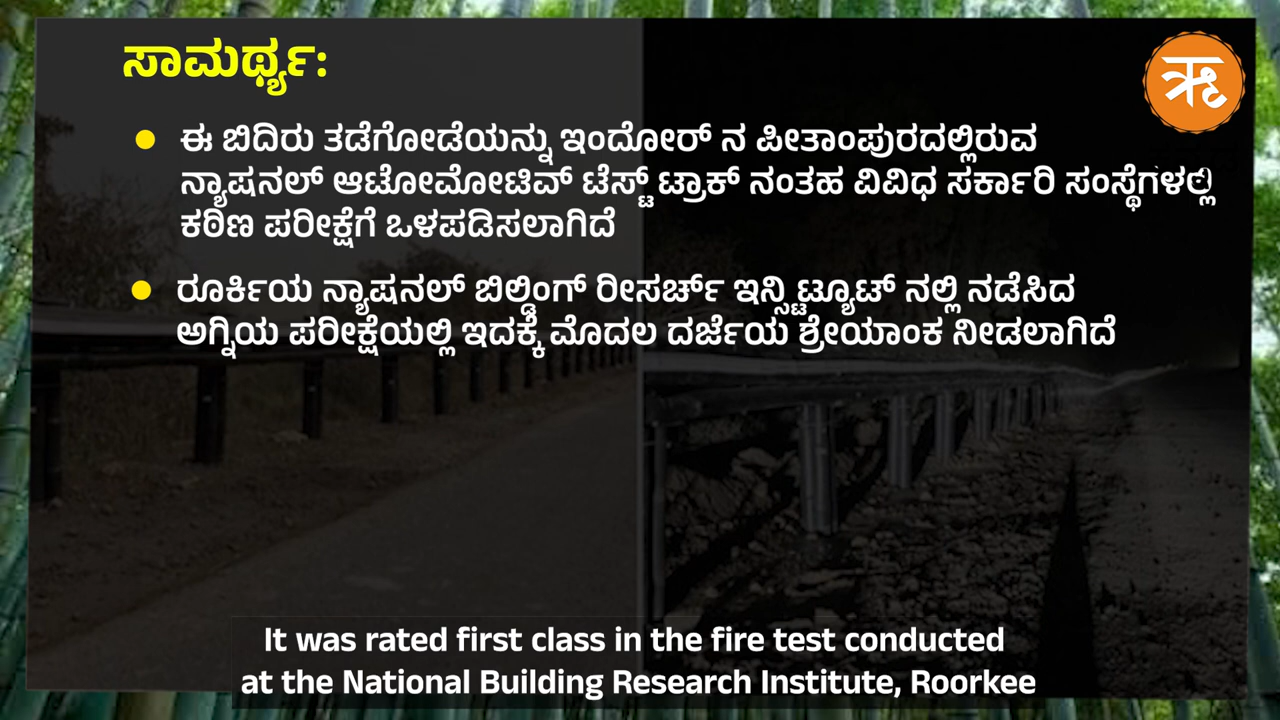 ಸಾಮರ್ಥ್ಯ:
ಋ
ಈ ಬಿದಿರು ತಡೆಗೋಡೆಯನ್ನು ಇಂದೋರ್ ನ ಪೀತಾಂಪುರದಲ್ಲಿರುವ
ನ್ಯಾಷನಲ್ ಆಟೋಮೋಟಿವ್ ಟೆಸ್ಟ್ ಟ್ರಾಕ್ ನಂತಹ ವಿವಿಧ ಸರ್ಕಾರಿ ಸಂಸ್ಥೆಗಳಲ್ಲಿ
ಕಠಿಣ ಪರೀಕ್ಷೆಗೆ ಒಳಪಡಿಸಲಾಗಿದೆ
ರೂರ್ಕಿಯ ನ್ಯಾಷನಲ್ ಬಿಲ್ಡಿಂಗ್ ರೀಸರ್ಚ್ ಇನ್ಸ್ಟಿಟ್ಯೂಟ್ ನಲ್ಲಿ ನಡೆಸಿದ
ಅಗ್ನಿಯ ಪರೀಕ್ಷೆಯಲ್ಲಿ ಇದಕ್ಕೆ ಮೊದಲ ದರ್ಜೆಯ ಶ್ರೇಯಾಂಕ ನೀಡಲಾಗಿದೆ
It was rated first class in the fire test conducted
at the National Building Research Institute, Roorkee